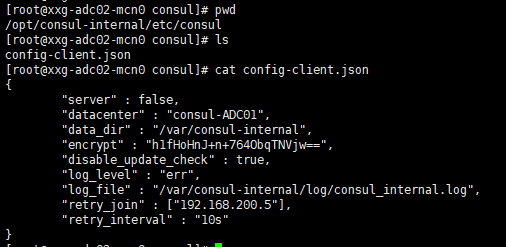 [root@xxg-adc02-mcn0 consul]# pwd
/opt/consul-internal/etc/consul
[root@xxg-adc02-mcn0 consul]# ls
config-client.json
[root@xxg-adc02-mcn0 consul]# cat config-client.json
{
"server" : false,
"datacenter" : "consul-ADC01",
"data_dir" : "/var/consul-internal",
"encrypt" : "h1fHoHnJ+n+764ObqTNVjw==",
"disable_update_check" : true,
"log_level" : "err",
"log_file" : "/var/consul-internal/log/consul_internal.log",
"retry_join" : ["192.168.200.5"],
"retry_interval" : "10s"
}